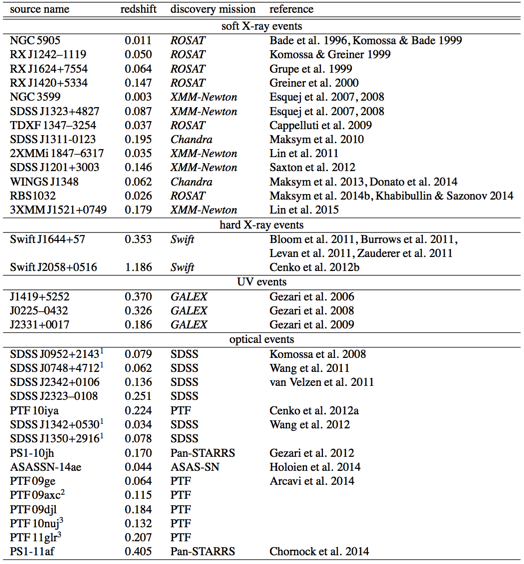 source name redshift discovery mission reference
soft X-ray events
NGC 5905 0.011 ROSAT Bade et al. 1996, Komossa & Bade 1999
RX J1242–1119 0.050 ROSAT Komossa & Greiner 1999
RX J1624+7554 0.064 ROSAT Grupe et al. 1999
RX J1420+5334 0.147 ROSAT Greiner et al. 2000
NGC 3599 0.003 XMM-Newton Esquej et al. 2007, 2008
SDSS J1323+4827 0.087 XMM-Newton Esquej et al. 2007, 2008
TDXF 1347–3254 0.037 ROSAT Cappelluti et al. 2009
SDSS J1311-0123 0.195 Chandra Maksym et al. 2010
2XMMi 1847–6317 0.035 XMM-Newton Lin et al. 2011
SDSS J1201+3003 0.146 XMM-Newton Saxton et al. 2012
WINGS J1348 0.062 Chandra Maksym et al. 2013, Donato et al. 2014
RBS1032 0.026 ROSAT Maksym et al. 2014b, Khabibullin & Sazonov 2014
3XMM J1521+0749 0.179 XMM-Newton Lin et al. 2015
hard X-ray events
Swift J1644+57 0.353 Swift Bloom et al. 2011, Burrows et al. 2011,
Levan et al. 2011, Zauderer et al. 2011
Swift J2058+0516 1.186 Swift Cenko et al. 2012b
UV events
J1419+5252 0.370 GALEX Gezari et al. 2006
J0225–0432 0.326 GALEX Gezari et al. 2008
J2331+0017 0.186 GALEX Gezari et al. 2009
optical events
SDSS J0952+2143¹ 0.079 SDSS Komossa et al. 2008
SDSS J0748+4712¹ 0.062 SDSS Wang et al. 2011
SDSS J2342+0106 0.136 SDSS van Velzen et al. 2011
SDSS J2323–0108 0.251 SDSS
PTF 10iya 0.224 PTF Cenko et al. 2012a
SDSS J1342+0530¹ 0.034 SDSS Wang et al. 2012
SDSS J1350+2916¹ 0.078 SDSS
PS1-10jh 0.170 Pan-STARRS Gezari et al. 2012
ASASSN-14ae 0.044 ASAS-SN Holoien et al. 2014
PTF 09ge 0.064 PTF Arcavi et al. 2014
PTF 09axc² 0.115 PTF
PTF 09djl 0.184 PTF
PTF 10nuj³ 0.132 PTF
PTF 11glr³ 0.207 PTF
PS1-11af 0.405 Pan-STARRS Chornock et al. 2014